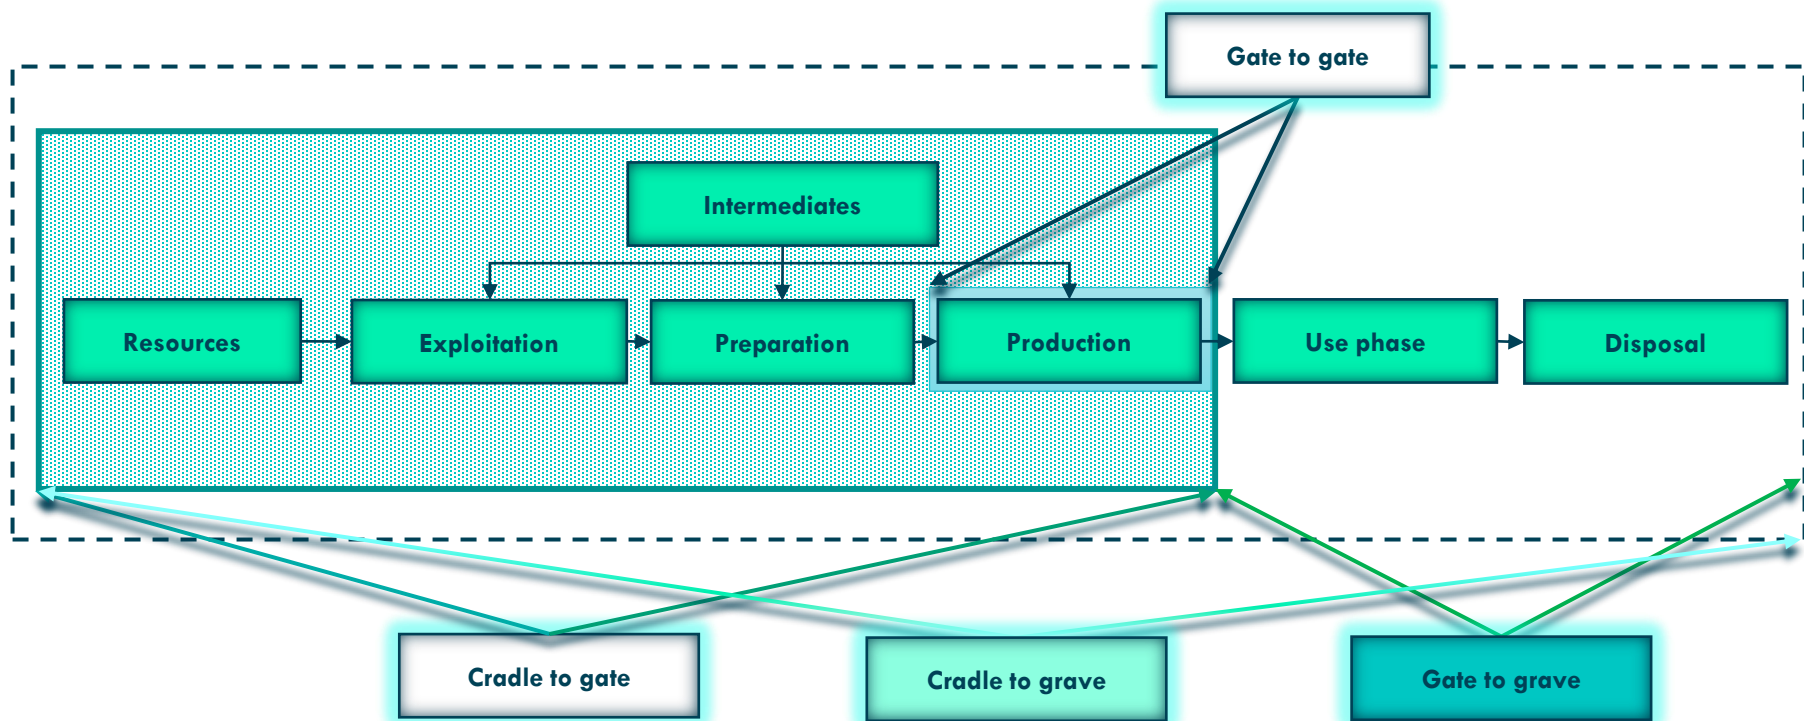 Gate to gate
Intermediates
Resources
Exploitation
Preparation
Production
Use phase
Disposal
Cradle to gate
Cradle to grave
Gate to grave